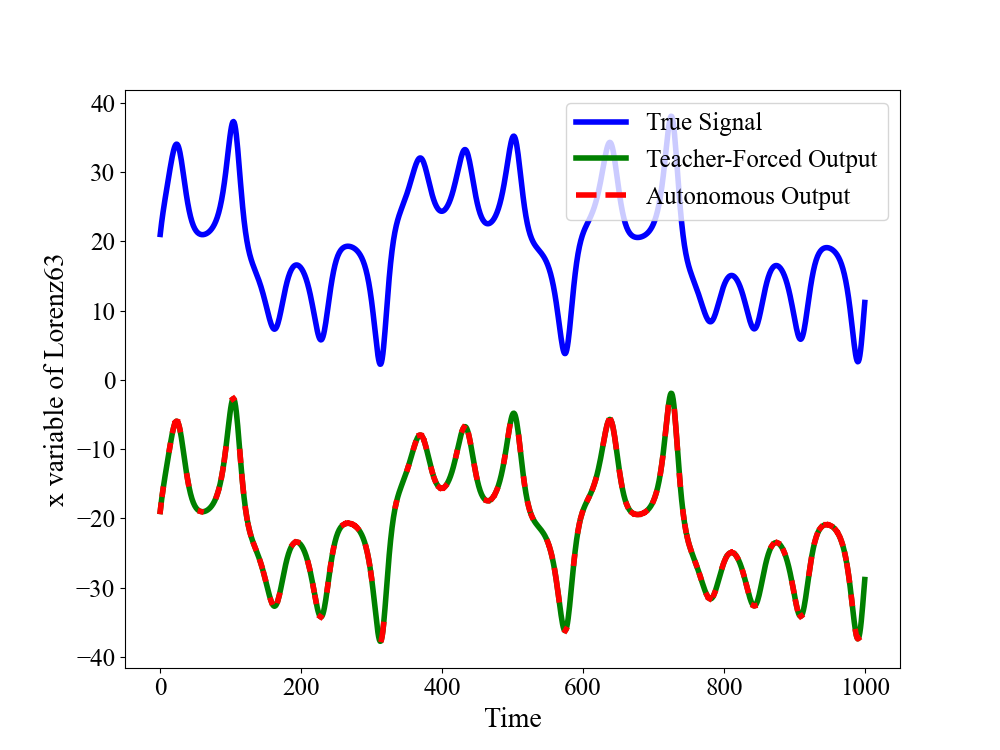 True Signal
Teacher-Forced Output
Autonomous Output
x variable of Lorenz63
40
30
20
10
0
−10
−20
−30
−40
0 200 400 600 800 1000
Time